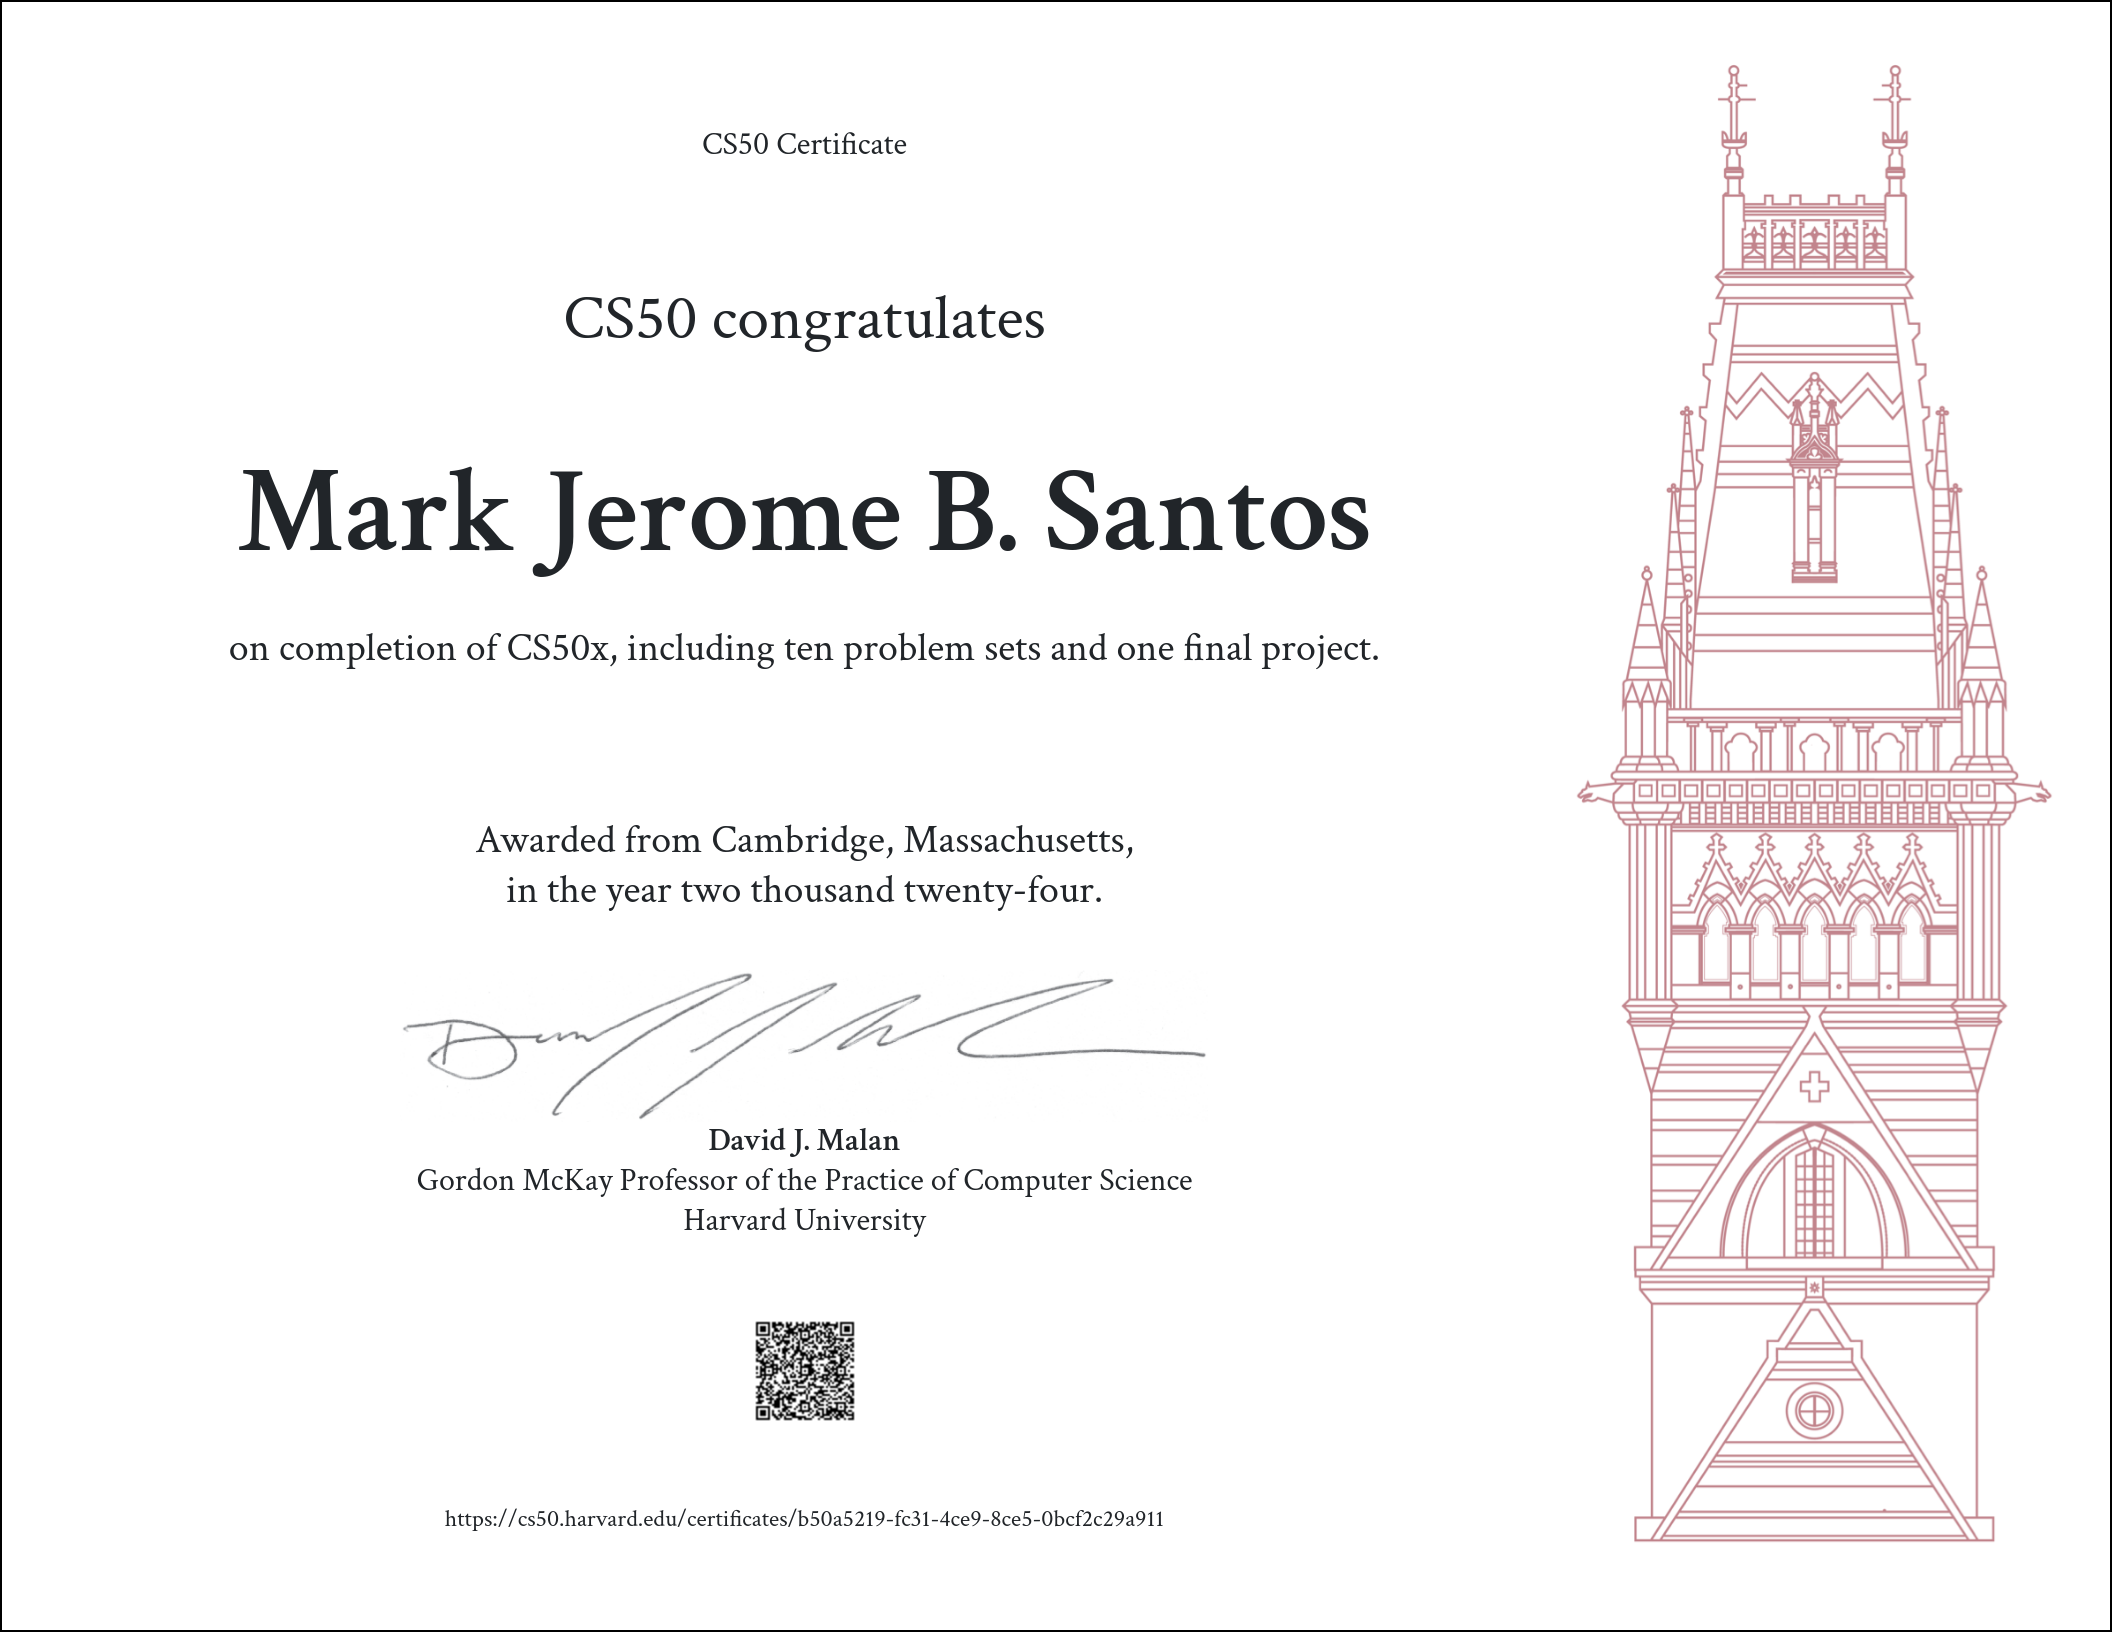 CS50 Certificate
CS50 congratulates
Mark Jerome B. Santos
on completion of CS50x, including ten problem sets and one final project.
Awarded from Cambridge, Massachusetts,
in the year two thousand twenty-four.
David J. Malan
Gordon McKay Professor of the Practice of Computer Science
Harvard University
https://cs50.harvard.edu/certificates/b50a5219-fc31-4ce9-8ce5-0bcf2c29a911